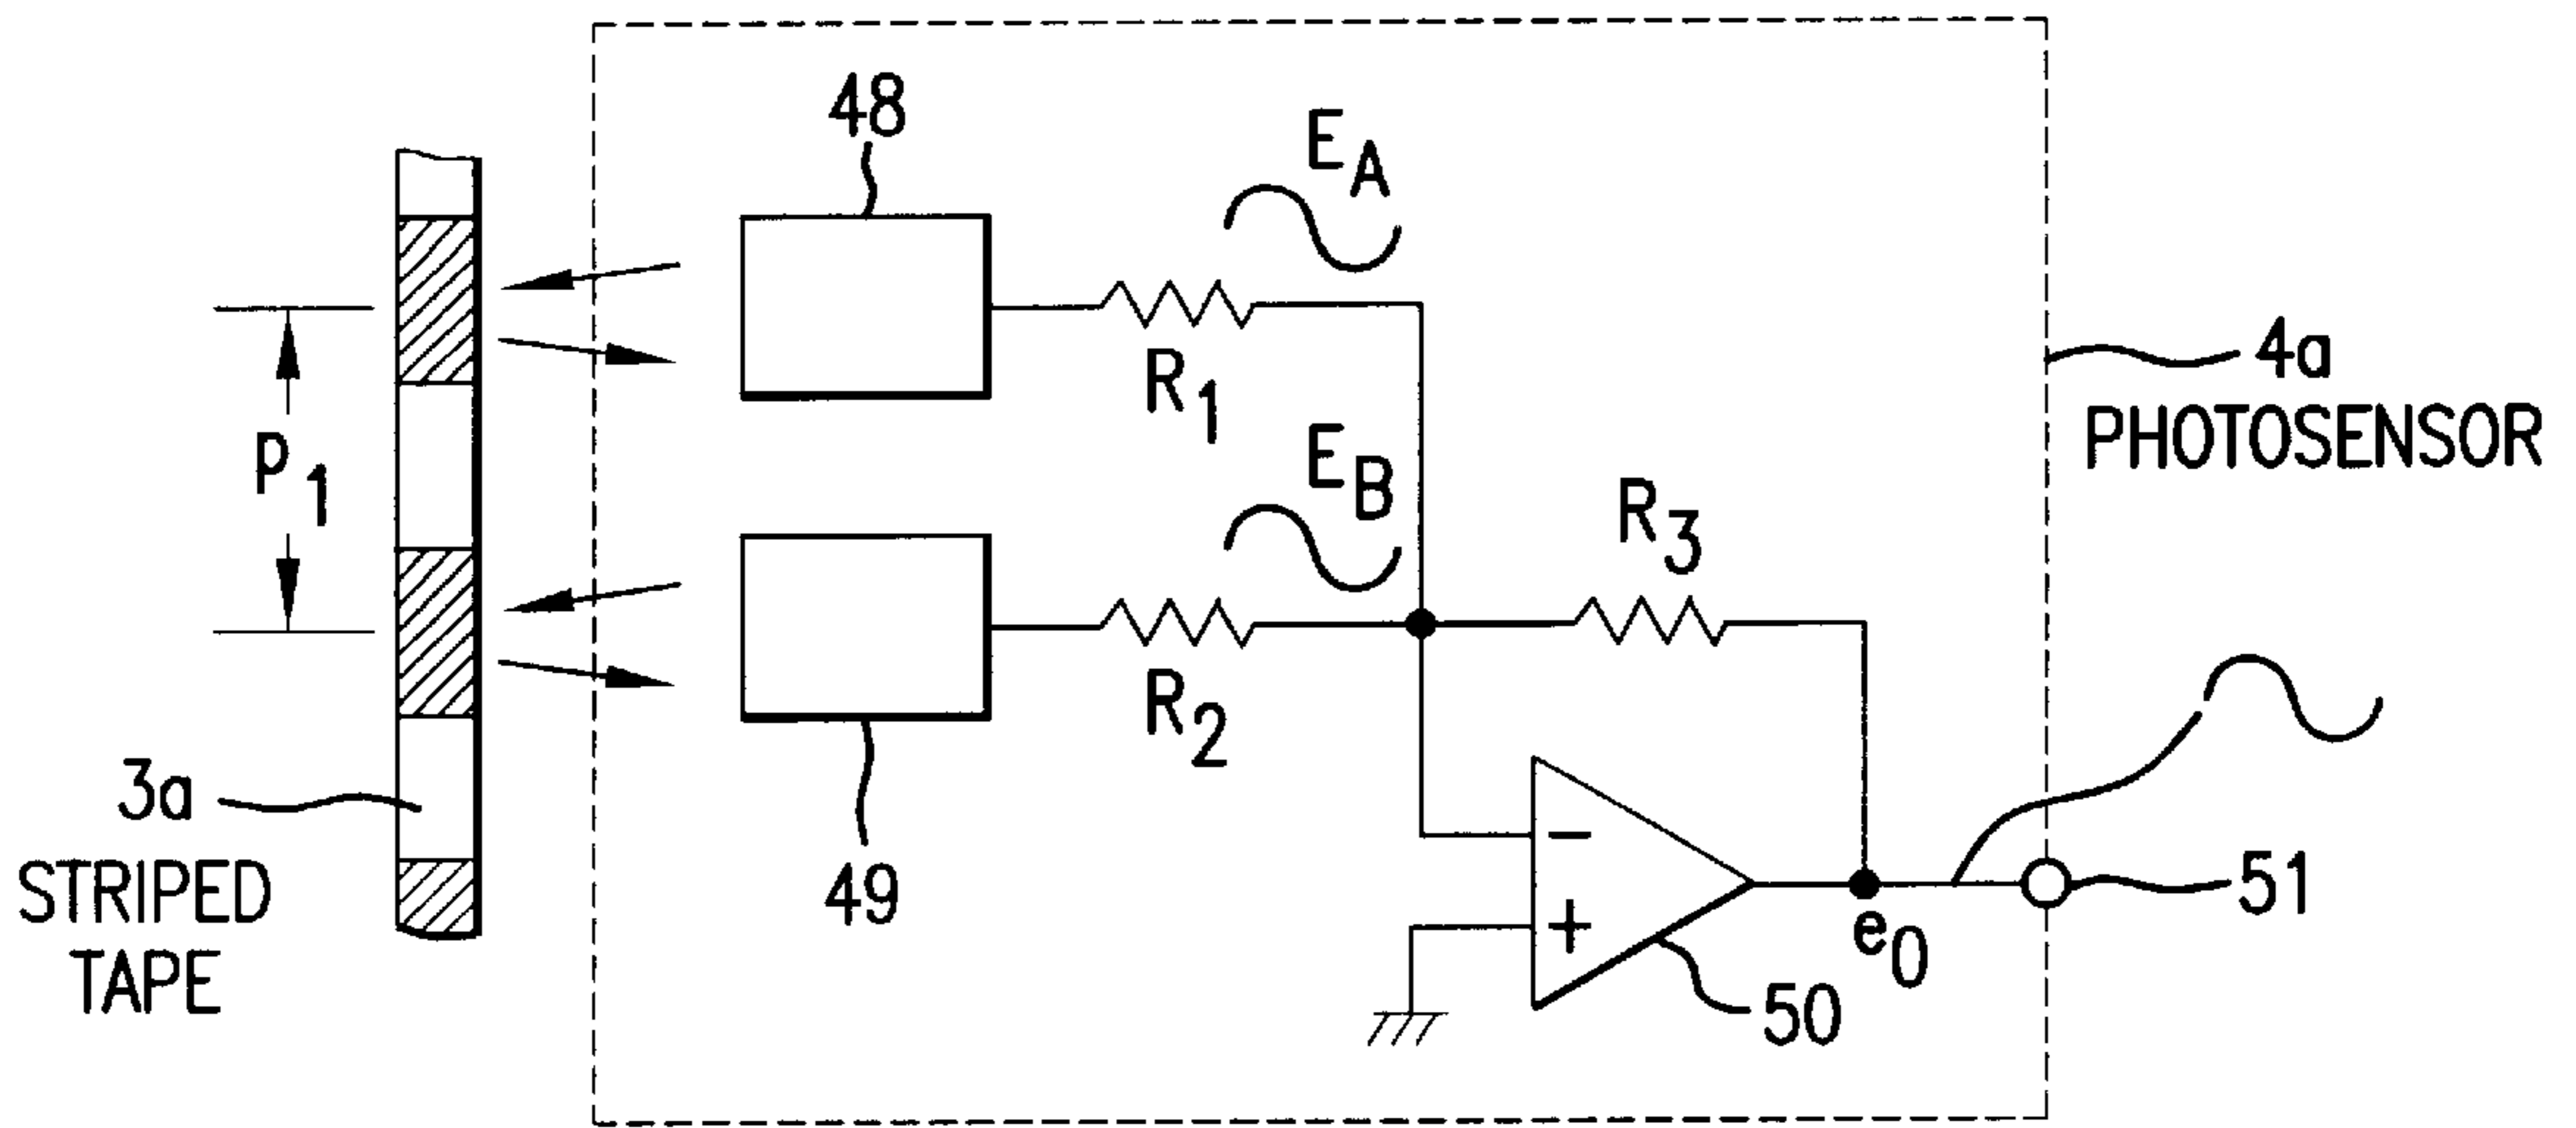 48
E_A
R_1
4a
PHOTOSENSOR
p_1
E_B
R_3
R_2
3a
STRIPED
TAPE
49
−
+
50
e_0
51